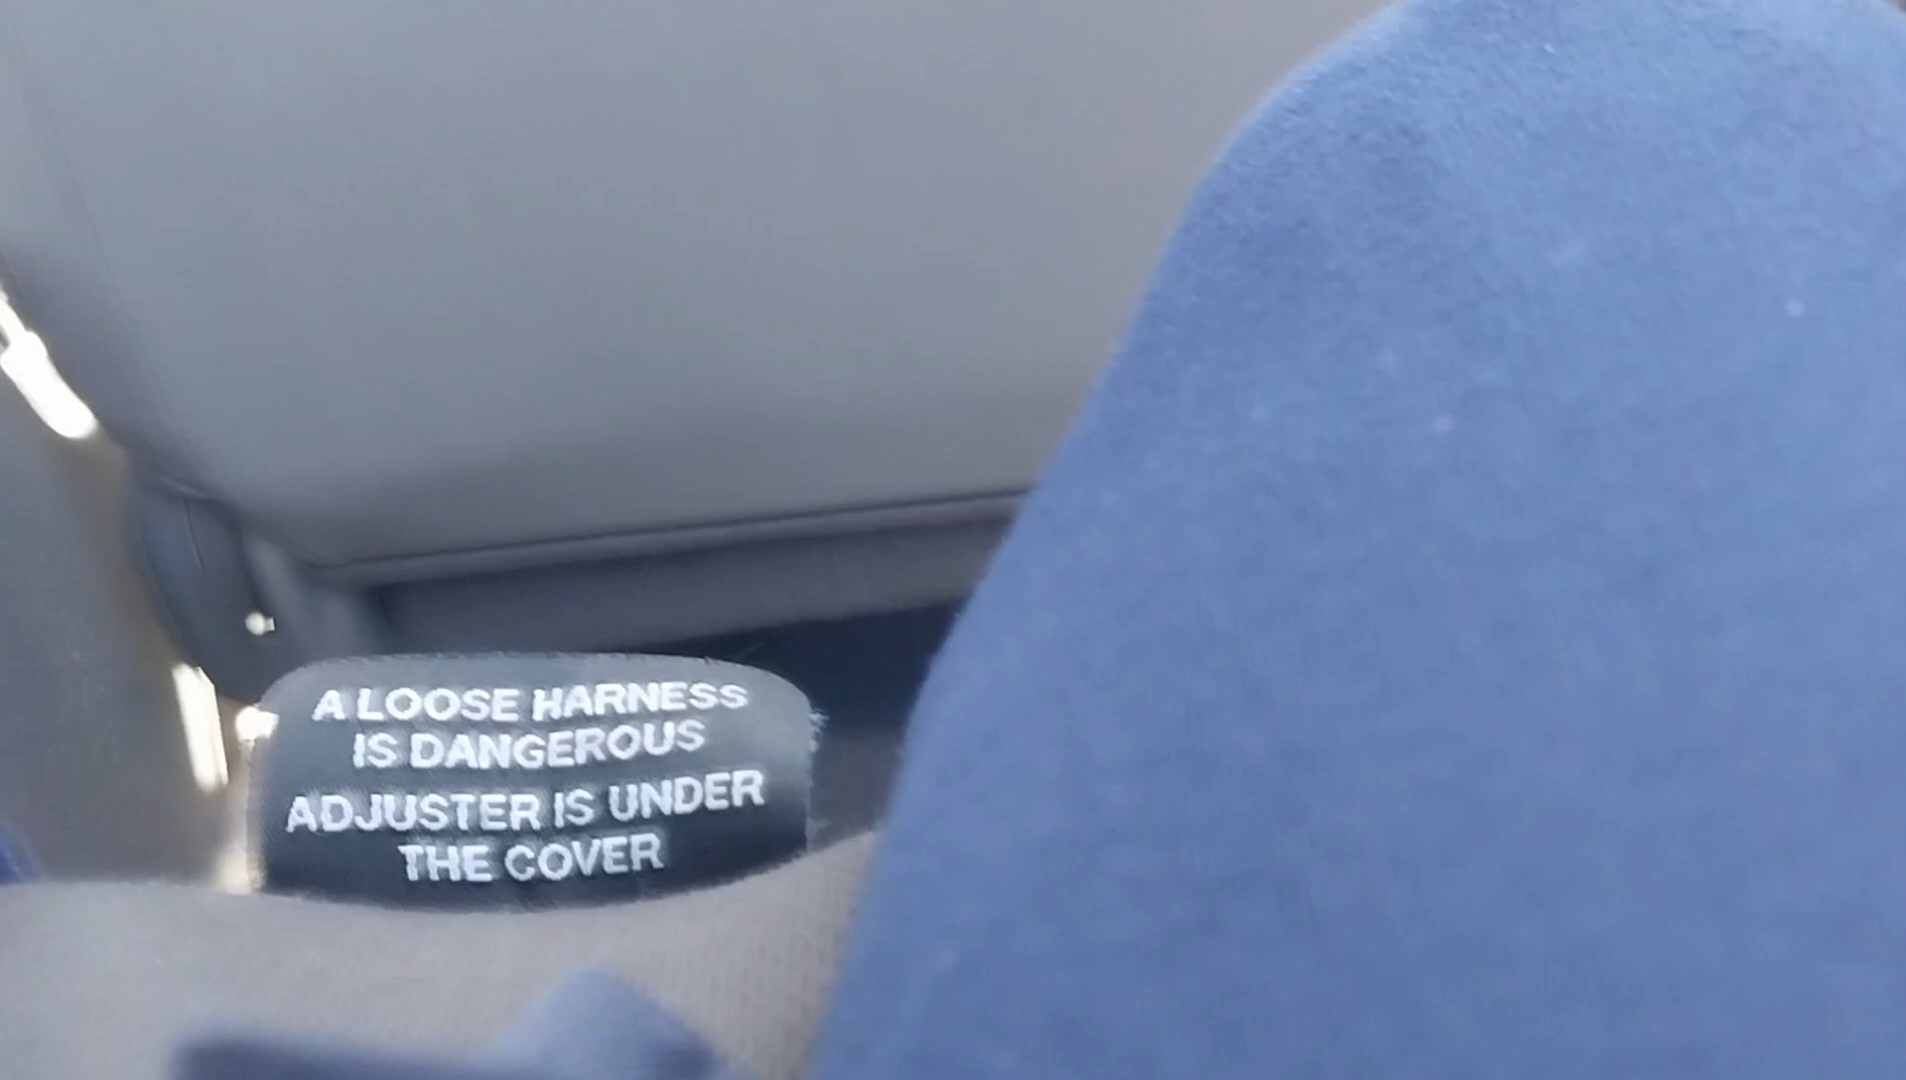 A LOOSE HARNESS
IS DANGEROUS
ADJUSTER IS UNDER
THE COVER